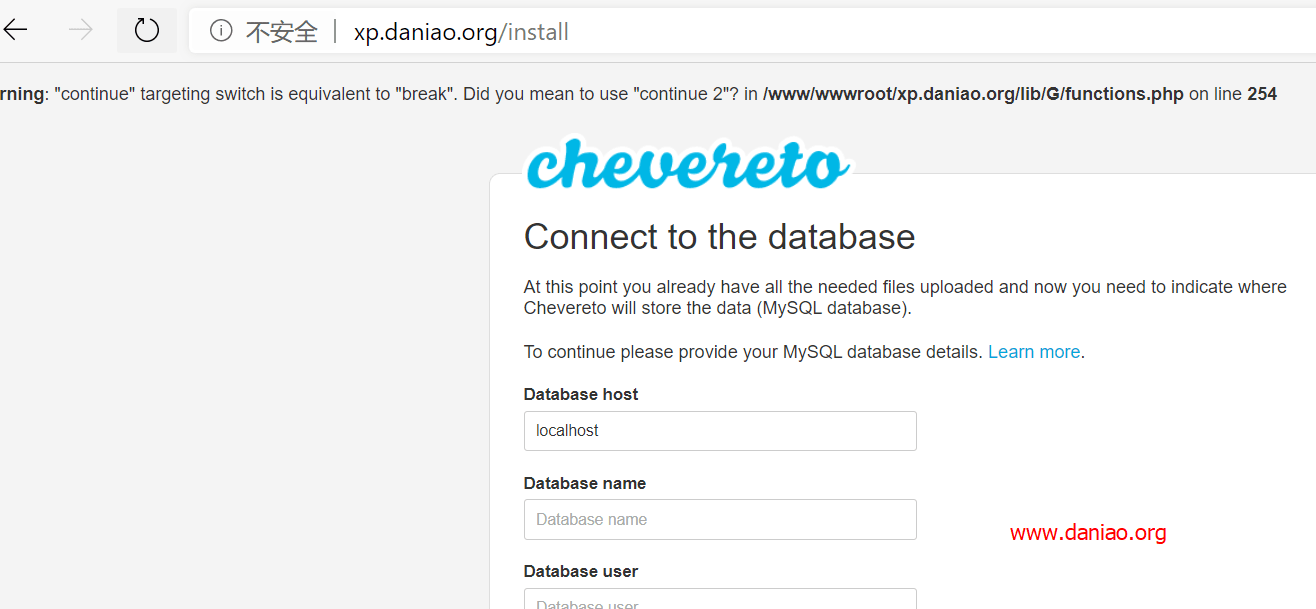 不安全 | xp.daniao.org/install
rning: "continue" targeting switch is equivalent to "break". Did you mean to use "continue 2"? in /www/wwwroot/xp.daniao.org/lib/G/functions.php on line 254
chevereto
Connect to the database
At this point you already have all the needed files uploaded and now you need to indicate where
Chevereto will store the data (MySQL database).
To continue please provide your MySQL database details. Learn more.
Database host
localhost
Database name
Database name
www.daniao.org
Database user
Database user